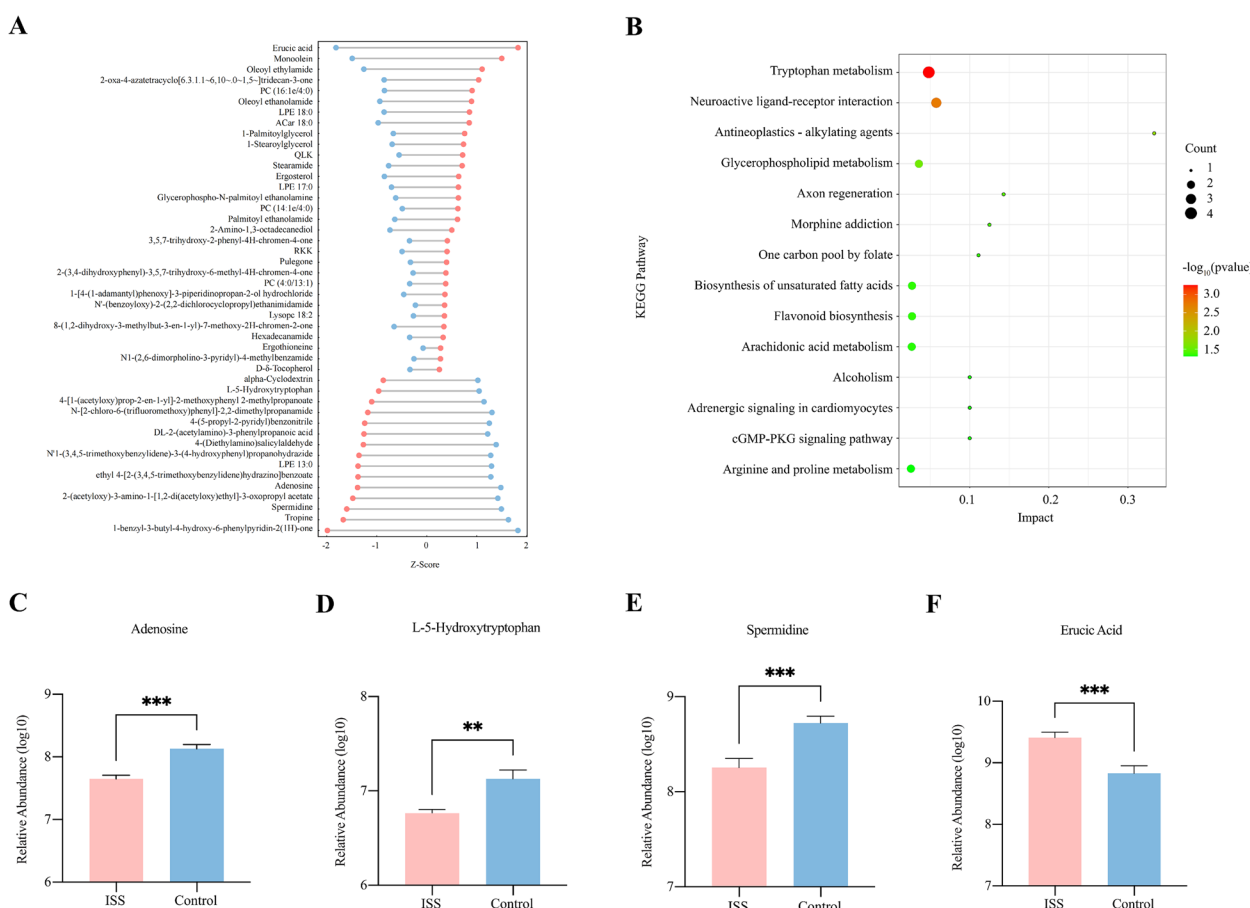 A
Erucic acid
Monoolein
Oleoyl ethylamide
2-oxa-4-azatetracyclo[6.3.1.1~6,10~.0~1,5~]tridecan-3-one
PC (16:1e/4:0)
Oleoyl ethanolamide
LPE 18:0
ACar 18:0
1-Palmitoylglycerol
1-Stearoylglycerol
QLK
Stearamide
Ergosterol
LPE 17:0
Glycerophospho-N-palmitoyl ethanolamine
PC (14:1e/4:0)
Palmitoyl ethanolamide
2-Amino-1,3-octadecanediol
3,5,7-trihydroxy-2-phenyl-4H-chromen-4-one
RKK
Pulegone
2-(3,4-dihydroxyphenyl)-3,5,7-trihydroxy-6-methyl-4H-chromen-4-one
PC (4:0/13:1)
1-[4-(1-adamantyl)phenoxy]-3-piperidinopropan-2-ol hydrochloride
N'-(benzoyloxy)-2-(2,2-dichlorocyclopropyl)ethanimidamide
Lysopc 18:2
8-(1,2-dihydroxy-3-methylbut-3-en-1-yl)-7-methoxy-2H-chromen-2-one
Hexadecanamide
Ergothioneine
N1-(2,6-dimorpholino-3-pyridyl)-4-methylbenzamide
D-δ-Tocopherol
alpha-Cyclodextrin
L-5-Hydroxytryptophan
4-[1-(acetyloxy)prop-2-en-1-yl]-2-methoxyphenyl 2-methylpropanoate
N-[2-chloro-6-(trifluoromethoxy)phenyl]-2,2-dimethylpropanamide
4-(5-propyl-2-pyridyl)benzonitrile
DL-2-(acetylamino)-3-phenylpropanoic acid
4-(Diethylamino)salicylaldehyde
N'1-(3,4,5-trimethoxybenzylidene)-3-(4-hydroxyphenyl)propanohydrazide
LPE 13:0
ethyl 4-[2-(3,4,5-trimethoxybenzylidene)hydrazino]benzoate
Adenosine
2-(acetyloxy)-3-amino-1-[1,2-di(acetyloxy)ethyl]-3-oxopropyl acetate
Spermidine
Tropine
1-benzyl-3-butyl-4-hydroxy-6-phenylpyridin-2(1H)-one
-2 -1 0 1 2
Z-Score
B
KEGG Pathway
Tryptophan metabolism
Neuroactive ligand-receptor interaction
Antineoplastics - alkylating agents
Glycerophospholipid metabolism
Axon regeneration
Morphine addiction
One carbon pool by folate
Biosynthesis of unsaturated fatty acids
Flavonoid biosynthesis
Arachidonic acid metabolism
Alcoholism
Adrenergic signaling in cardiomyocytes
cGMP-PKG signaling pathway
Arginine and proline metabolism
0.1 0.2 0.3
Impact
Count
1
2
3
4
-log10(pvalue)
3.0
2.5
2.0
1.5
C
Adenosine
Relative Abundance (log10)
9
8
7
6
***
ISS Control
D
L-5-Hydroxytryptophan
Relative Abundance (log10)
8
7
6
**
ISS Control
E
Spermidine
Relative Abundance (log10)
9
8
7
***
ISS Control
F
Erucic Acid
Relative Abundance (log10)
10
9
8
7
***
ISS Control